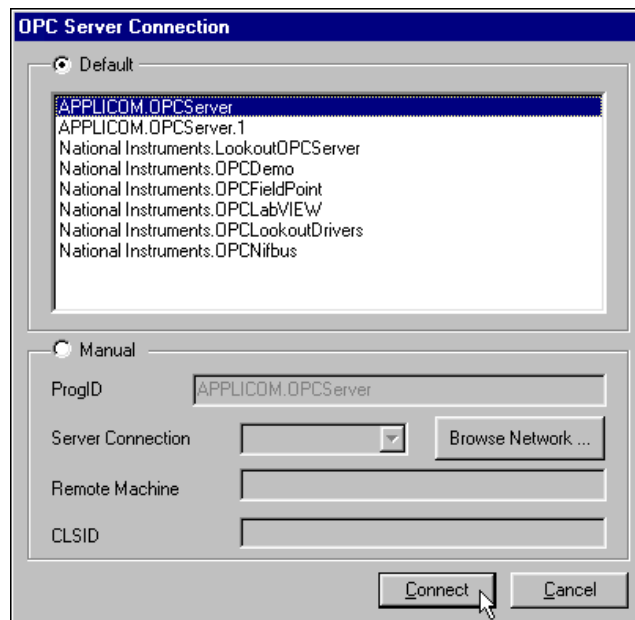 OPC Server Connection
Default
APPLICOM.OPCServer
APPLICOM.OPCServer.1
National Instruments.LookoutOPCServer
National Instruments.OPCDemo
National Instruments.OPCFieldPoint
National Instruments.OPCLabVIEW
National Instruments.OPCLookoutDrivers
National Instruments.OPCNifbus
Manual
ProgID APPLICOM.OPCServer
Server Connection Browse Network ...
Remote Machine
CLSID
Connect Cancel